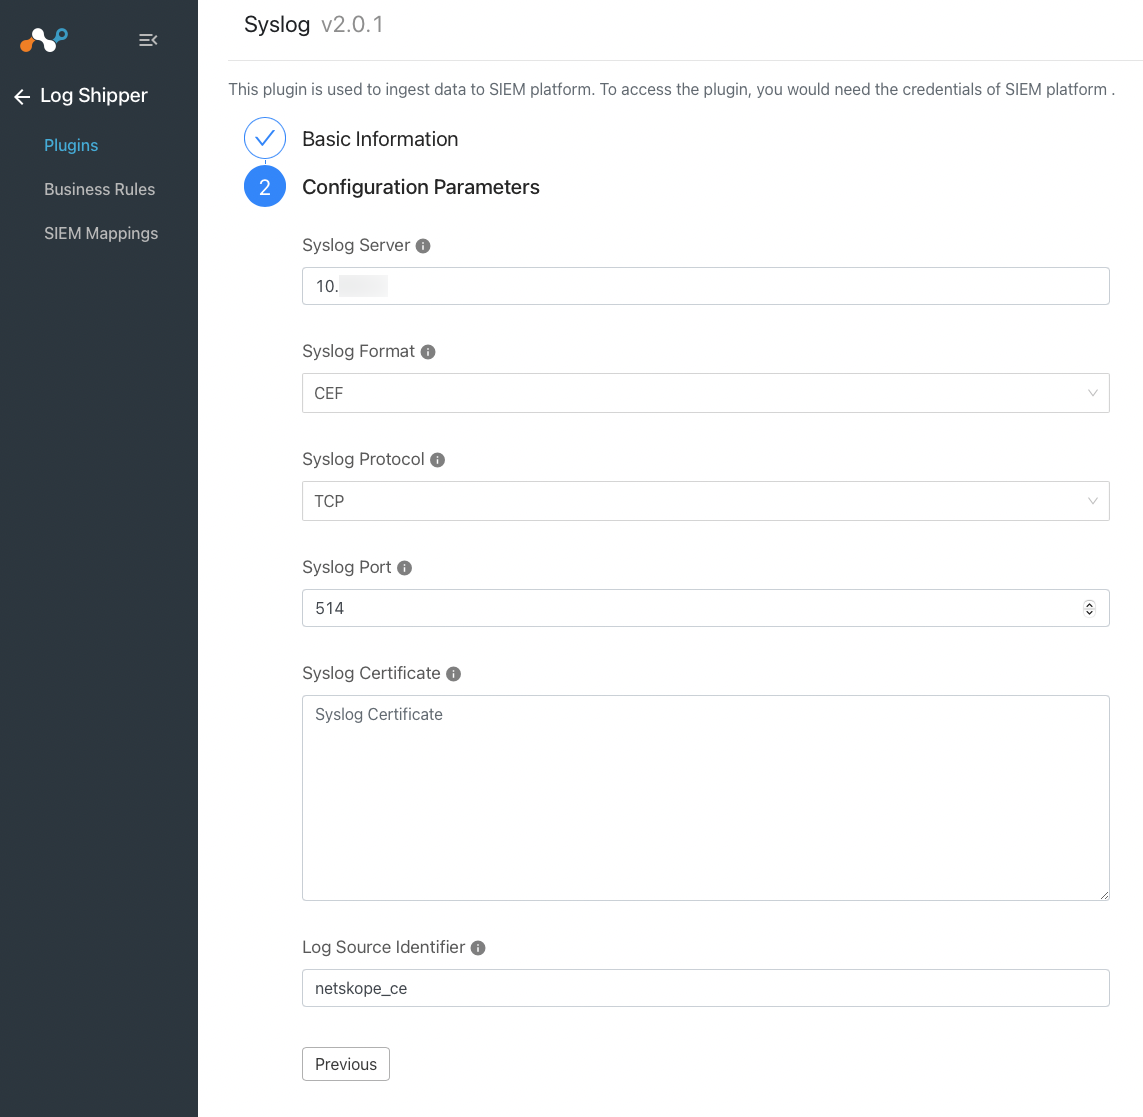 Syslog v2.0.1
Log Shipper
Plugins
Business Rules
SIEM Mappings
This plugin is used to ingest data to SIEM platform. To access the plugin, you would need the credentials of SIEM platform .
Basic Information
2 Configuration Parameters
Syslog Server
10.
Syslog Format
CEF
Syslog Protocol
TCP
Syslog Port
514
Syslog Certificate
Syslog Certificate
Log Source Identifier
netskope_ce
Previous